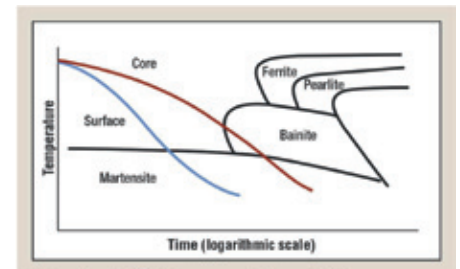 Core
Ferrite
Pearlite
Surface
Bainite
Martensite
Temperature
Time (logarithmic scale)